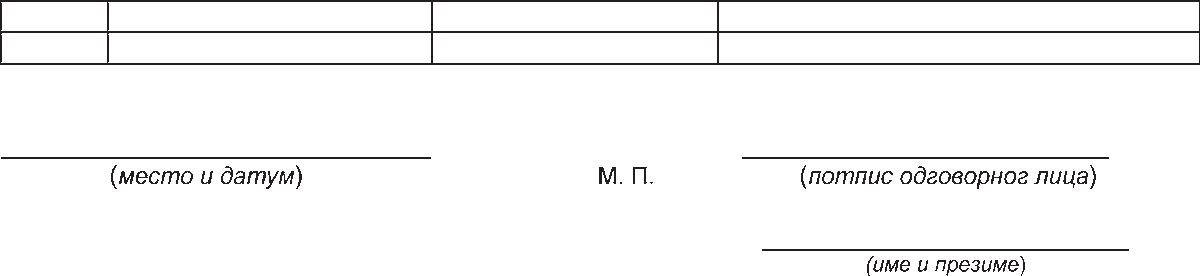 (место и датум) М. П. (потпис одговорног лица)
(име и презиме)